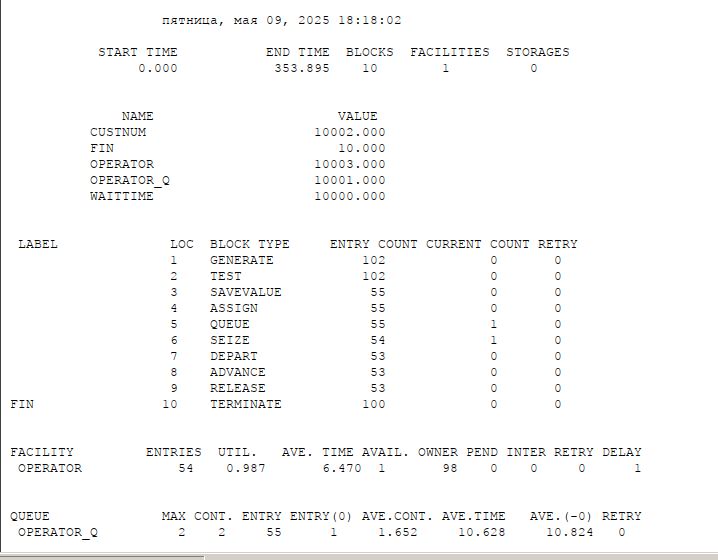 пятница, мая 09, 2025 18:18:02
START TIME END TIME BLOCKS FACILITIES STORAGES
0.000 353.895 10 1 0
NAME VALUE
CUSTNUM 10002.000
FIN 10.000
OPERATOR 10003.000
OPERATOR_Q 10001.000
WAITTIME 10000.000
LABEL LOC BLOCK TYPE ENTRY COUNT CURRENT COUNT RETRY
1 GENERATE 102 0 0
2 TEST 102 0 0
3 SAVEVALUE 55 0 0
4 ASSIGN 55 0 0
5 QUEUE 55 1 0
6 SEIZE 54 1 0
7 DEPART 53 0 0
8 ADVANCE 53 0 0
9 RELEASE 53 0 0
FIN 10 TERMINATE 100 0 0
FACILITY ENTRIES UTIL. AVE. TIME AVAIL. OWNER PEND INTER RETRY DELAY
OPERATOR 54 0.987 6.470 1 98 0 0 0 1
QUEUE MAX CONT. ENTRY ENTRY(0) AVE.CONT. AVE.TIME AVE.(-0) RETRY
OPERATOR_Q 2 2 55 1 1.652 10.628 10.824 0